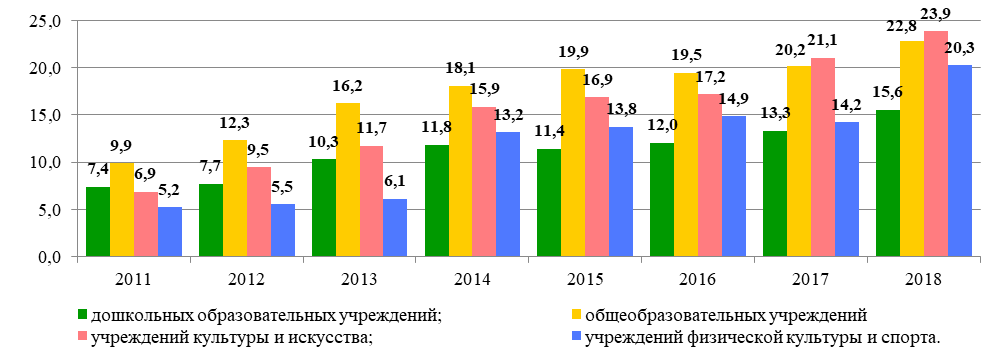 25,0
20,0
15,0
10,0
5,0
0,0
7,4 9,9 6,9 5,2
7,7 12,3 9,5 5,5
10,3 16,2 11,7 6,1
11,8 18,1 15,9 13,2
11,4 19,9 16,9 13,8
12,0 19,5 17,2 14,9
13,3 20,2 21,1 14,2
15,6 22,8 23,9 20,3
2011 2012 2013 2014 2015 2016 2017 2018
дошкольных образовательных учреждений; общеобразовательных учреждений
учреждений культуры и искусства; учреждений физической культуры и спорта.